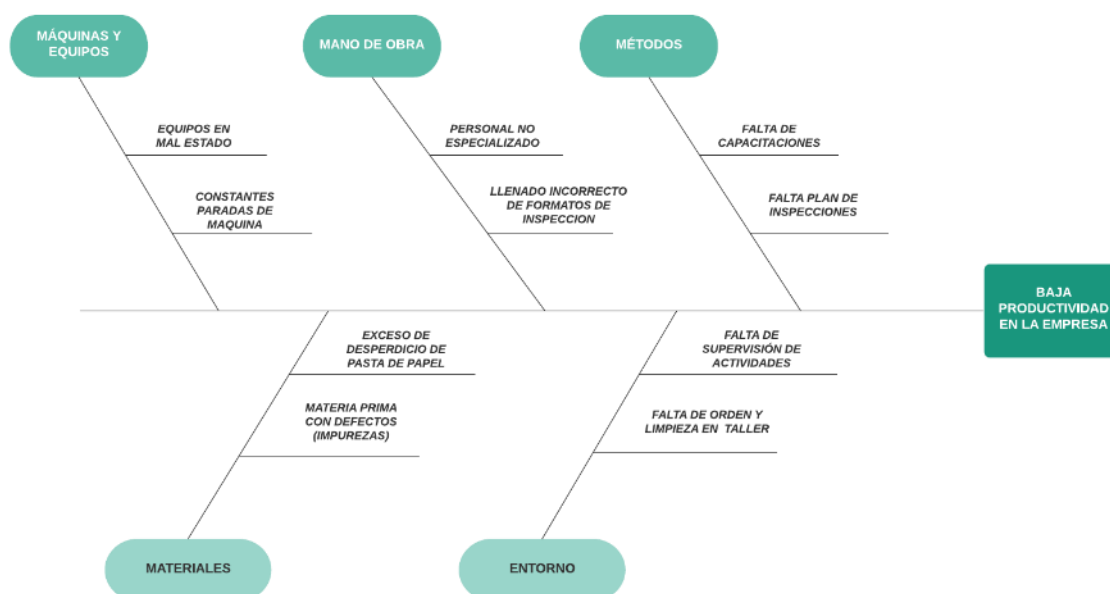 MÁQUINAS Y
EQUIPOS
MANO DE OBRA
MÉTODOS
EQUIPOS EN
MAL ESTADO
CONSTANTES
PARADAS DE
MAQUINA
PERSONAL NO
ESPECIALIZADO
LLENADO INCORRECTO
DE FORMATOS DE
INSPECCION
FALTA DE
CAPACITACIONES
FALTA PLAN DE
INSPECCIONES
BAJA
PRODUCTIVIDAD
EN LA EMPRESA
EXCESO DE
DESPERDICIO DE
PASTA DE PAPEL
MATERIA PRIMA
CON DEFECTOS
(IMPUREZAS)
FALTA DE
SUPERVISIÓN DE
ACTIVIDADES
FALTA DE ORDEN Y
LIMPIEZA EN TALLER
MATERIALES
ENTORNO